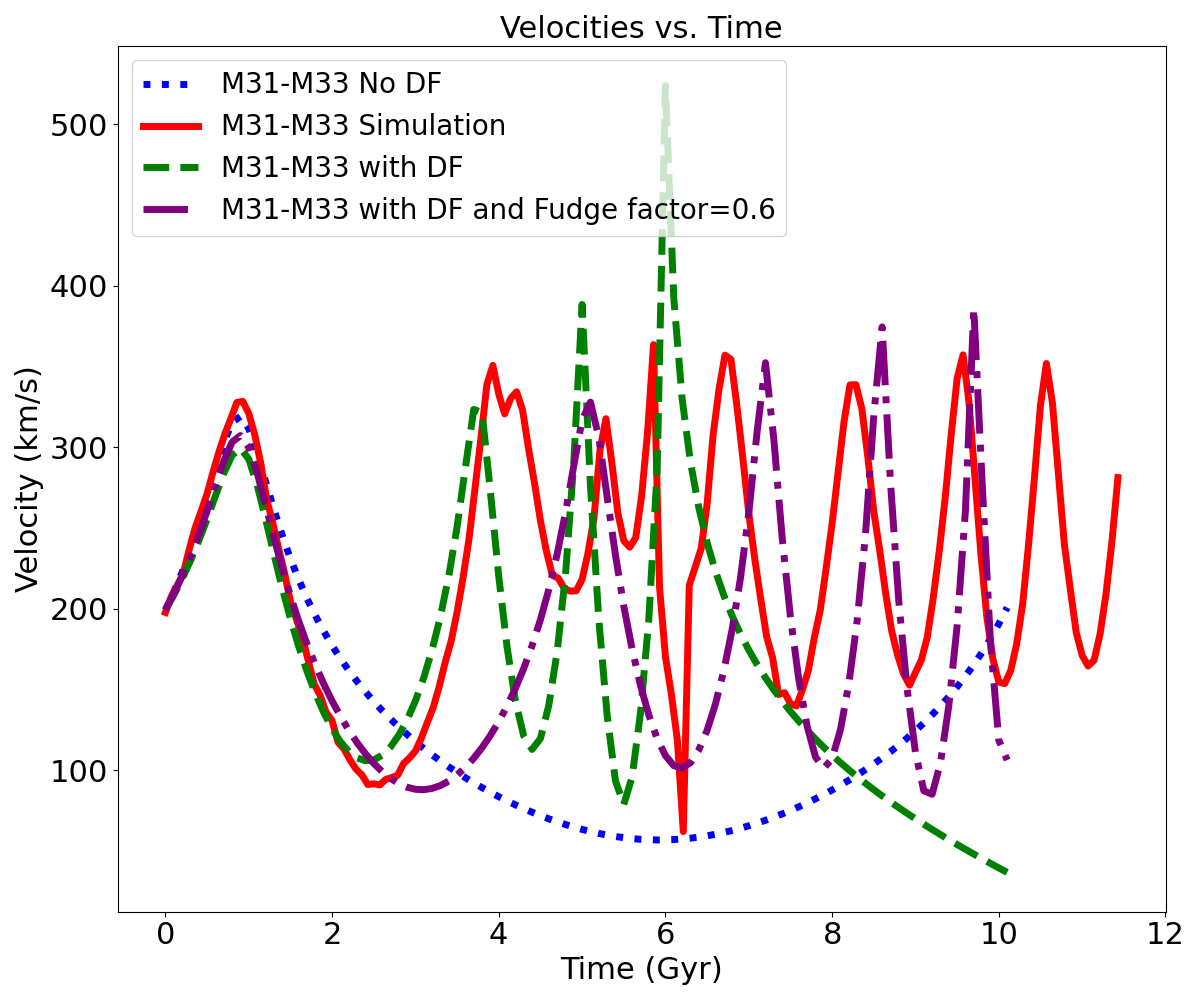 Velocities vs. Time
M31-M33 No DF
M31-M33 Simulation
M31-M33 with DF
M31-M33 with DF and Fudge factor=0.6
Velocity (km/s)
500
400
300
200
100
0 2 4 6 8 10 12
Time (Gyr)